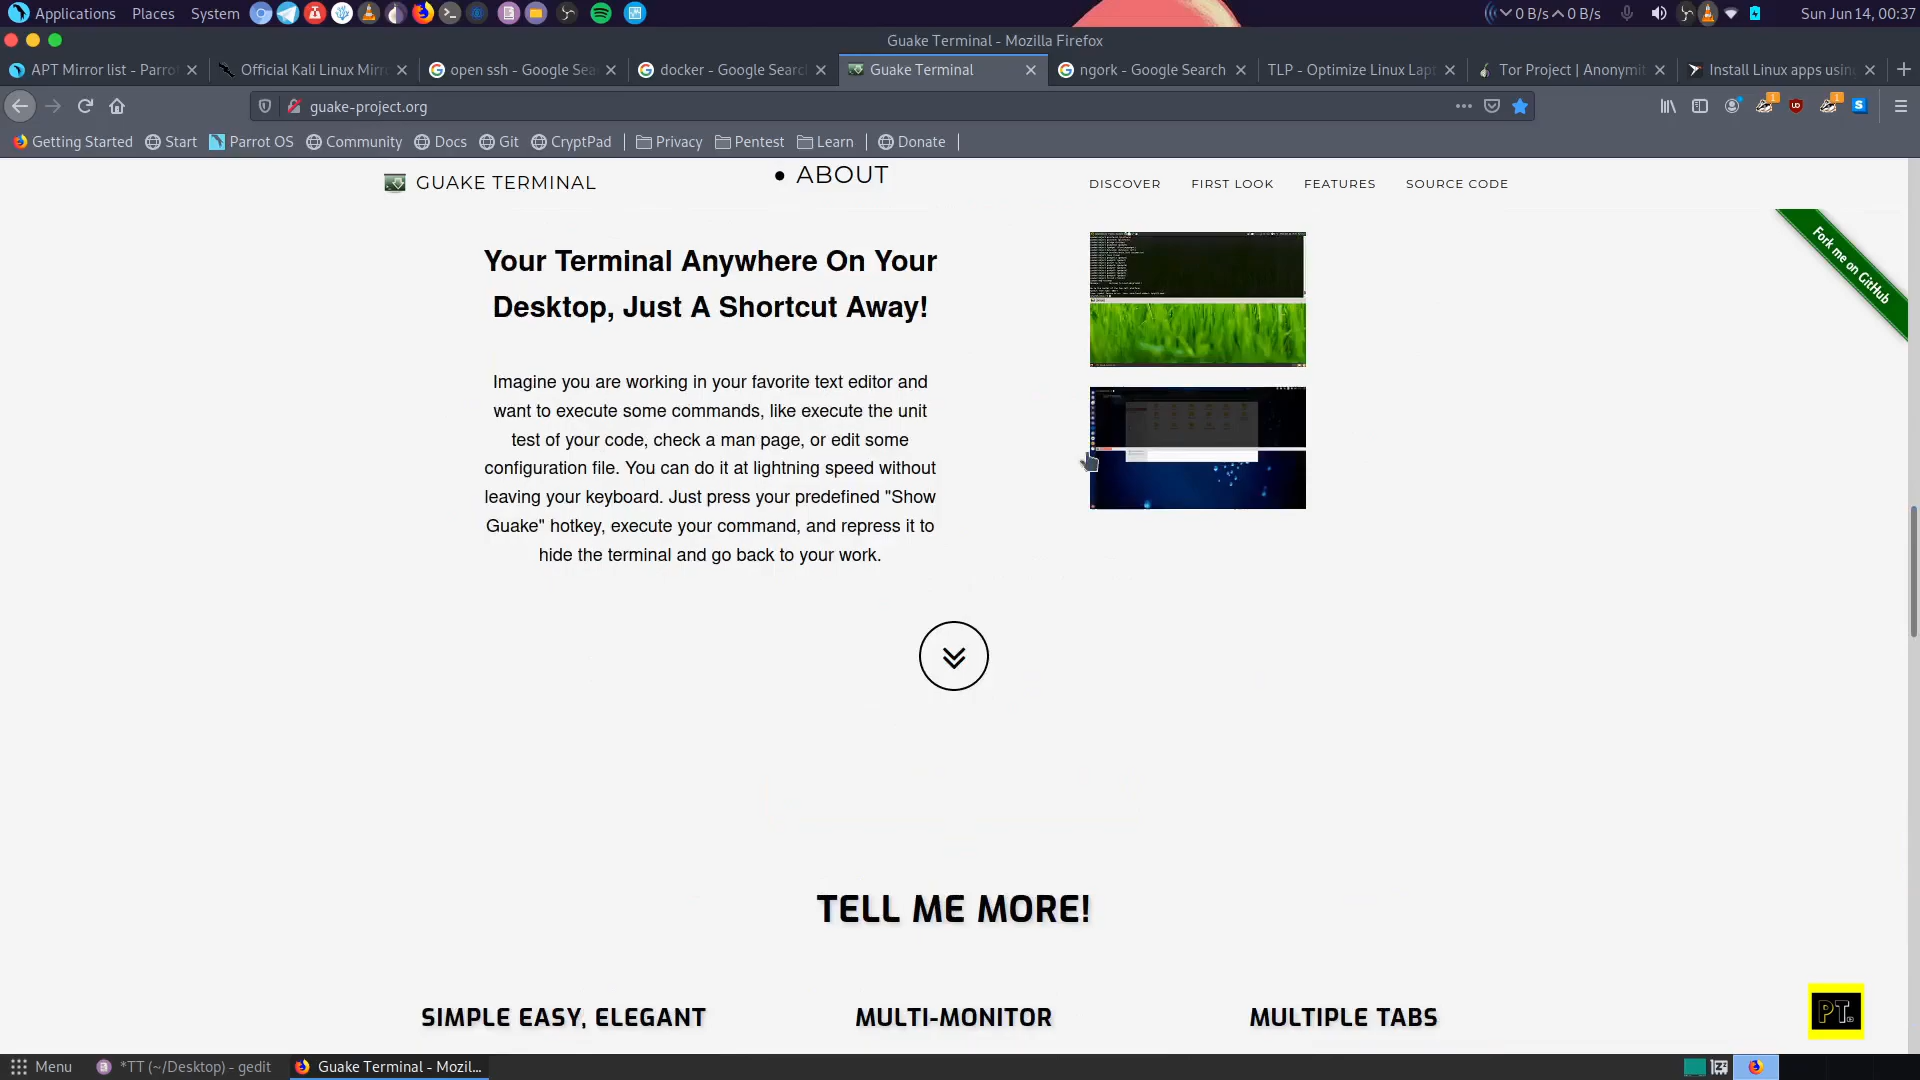 Applications Places System 0 B/s 0 B/s Sun Jun 14, 00:37
Guake Terminal - Mozilla Firefox
APT Mirror list - Parro Official Kali Linux Mirr open ssh - Google Sea docker - Google Searc Guake Terminal ngork - Google Search TLP - Optimize Linux Lap Tor Project | Anonymit Install Linux apps usin
guake-project.org
Getting Started Start Parrot OS Community Docs Git CryptPad Privacy Pentest Learn Donate
GUAKE TERMINAL • ABOUT DISCOVER FIRST LOOK FEATURES SOURCE CODE
Fork me on GitHub
Your Terminal Anywhere On Your
Desktop, Just A Shortcut Away!
Imagine you are working in your favorite text editor and
want to execute some commands, like execute the unit
test of your code, check a man page, or edit some
configuration file. You can do it at lightning speed without
leaving your keyboard. Just press your predefined "Show
Guake" hotkey, execute your command, and repress it to
hide the terminal and go back to your work.
TELL ME MORE!
SIMPLE EASY, ELEGANT MULTI-MONITOR MULTIPLE TABS
PT
Menu *TT (~/Desktop) - gedit Guake Terminal - Mozil...